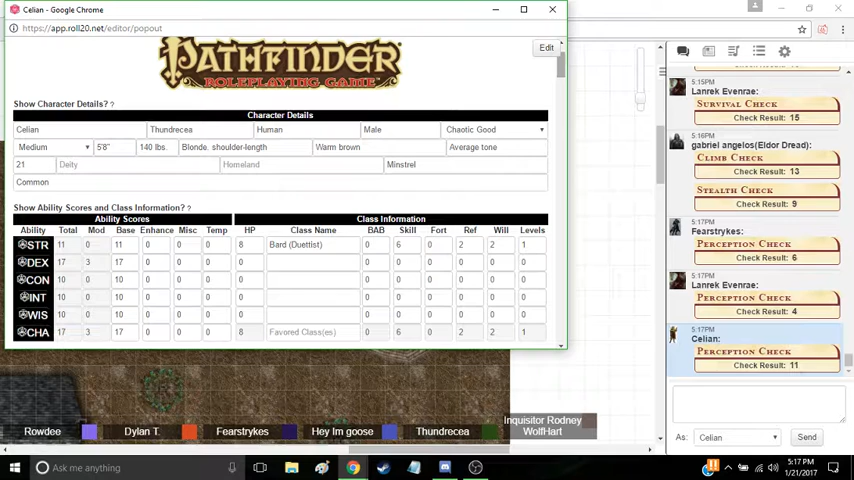 Celian - Google Chrome
https://app.roll20.net/editor/popout
PATHFINDER
ROLEPLAYING GAME
Edit
Show Character Details? ?
Character Details
Celian Thundrecea Human Male Chaotic Good
Medium 5'8" 140 lbs. Blonde. shoulder-length Warm brown Average tone
21 Deity Homeland Minstrel
Common
Show Ability Scores and Class Information? ?
Ability Scores Class Information
Ability Total Mod Base Enhance Misc Temp HP Class Name BAB Skill Fort Ref Will Levels
STR 11 0 11 0 0 0 8 Bard (Duettist) 0 6 0 2 2 1
DEX 17 3 17 0 0 0 0 0 0 0 0 0 0
CON 10 0 10 0 0 0 0 0 0 0 0 0 0
INT 10 0 10 0 0 0 0 0 0 0 0 0 0
WIS 10 0 10 0 0 0 0 0 0 0 0 0 0
CHA 17 3 17 0 0 0 8 Favored Class(es) 0 6 0 2 2 1
5:15PM
Lanrek Evenrae:
SURVIVAL CHECK
Check Result: 15
5:16PM
gabriel angelos(Eldor Dread):
CLIMB CHECK
Check Result: 13
STEALTH CHECK
Check Result: 9
5:17PM
Fearstrykes:
PERCEPTION CHECK
Check Result: 6
5:17PM
Lanrek Evenrae:
PERCEPTION CHECK
Check Result: 4
5:17PM
Celian:
PERCEPTION CHECK
Check Result: 11
As: Celian Send
Rowdee Dylan T. Fearstrykes Hey Im goose Thundrecea Inquisitor Rodney
WolfHart
Ask me anything
5:17 PM
1/21/2017